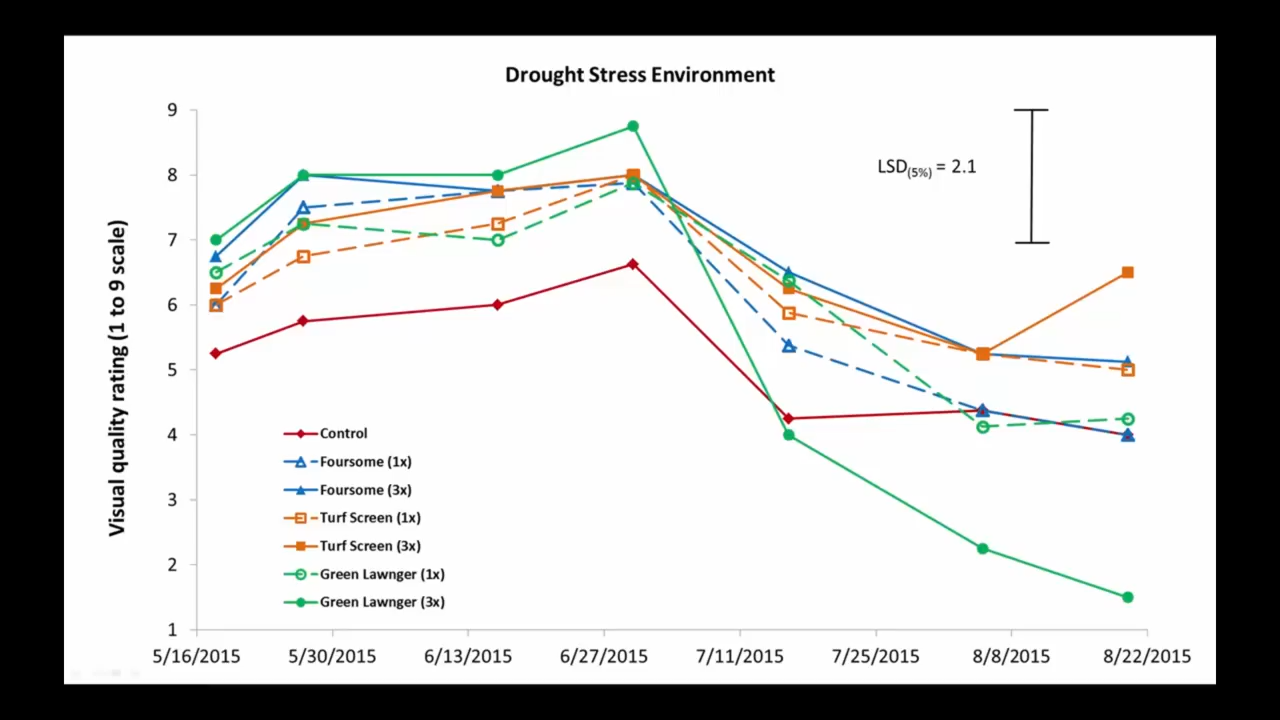 Drought Stress Environment
9
8
7
6
5
4
3
2
1
Visual quality rating (1 to 9 scale)
LSD(5%) = 2.1
Control
Foursome (1x)
Foursome (3x)
Turf Screen (1x)
Turf Screen (3x)
Green Lawnger (1x)
Green Lawnger (3x)
5/16/2015 5/30/2015 6/13/2015 6/27/2015 7/11/2015 7/25/2015 8/8/2015 8/22/2015